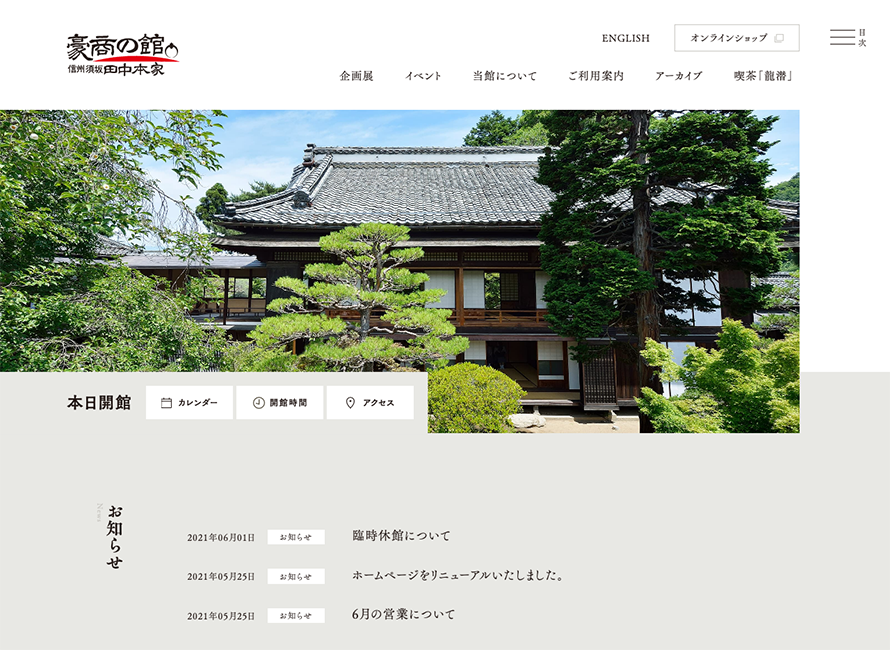 豪商の館
信州須坂 田中本家
ENGLISH
オンラインショップ
目次
企画展 イベント 当館について ご利用案内 アーカイブ 喫茶「龍潜」
本日開館
カレンダー
開館時間
アクセス
お知らせ
News
2021年06月01日 お知らせ 臨時休館について
2021年05月25日 お知らせ ホームページをリニューアルいたしました。
2021年05月25日 お知らせ 6月の営業について